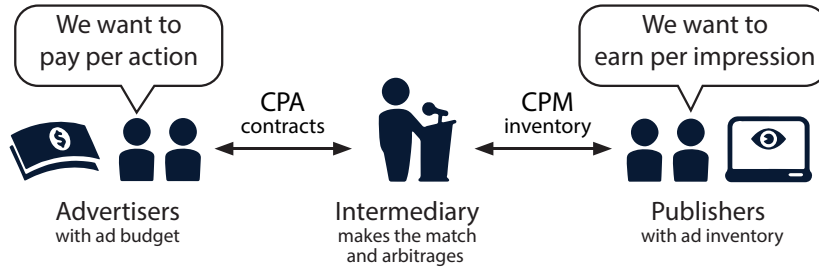 We want to
pay per action
We want to
earn per impression
CPA
contracts
CPM
inventory
$
Advertisers
with ad budget
Intermediary
makes the match
and arbitrages
Publishers
with ad inventory